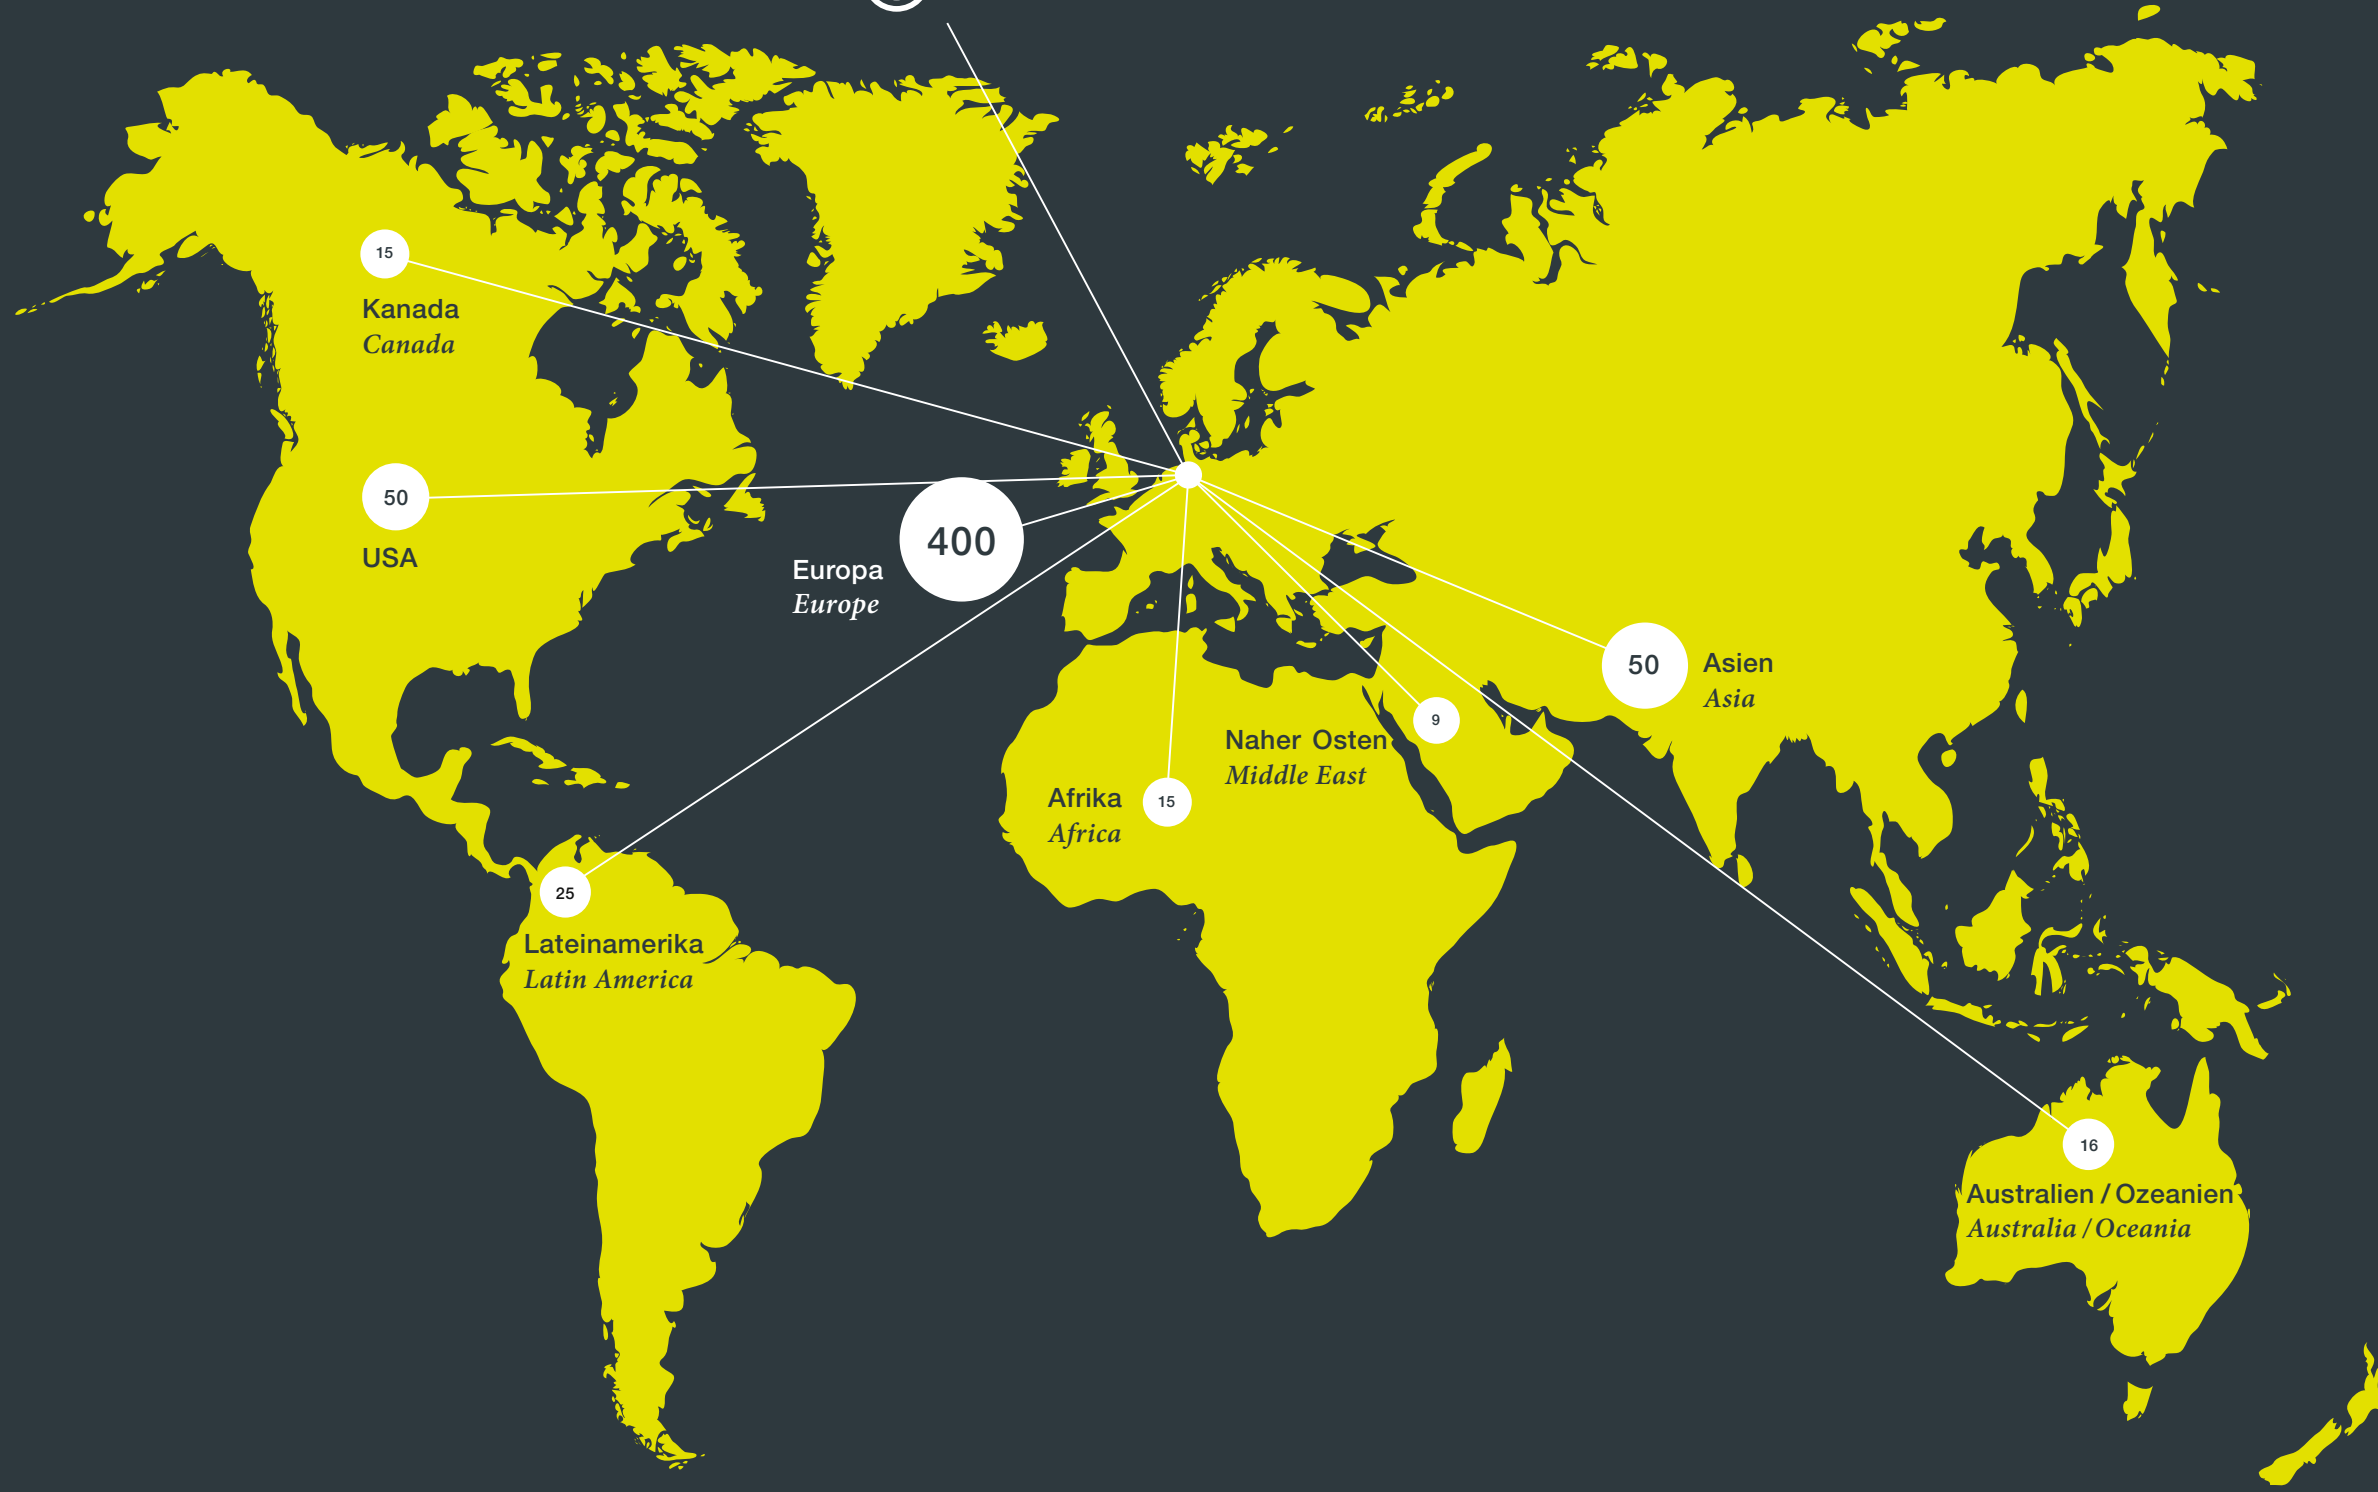 15
Kanada
Canada
50
USA
400
Europa
Europe
50
Asien
Asia
9
Naher Osten
Middle East
15
Afrika
Africa
25
Lateinamerika
Latin America
16
Australien / Ozeanien
Australia / Oceania